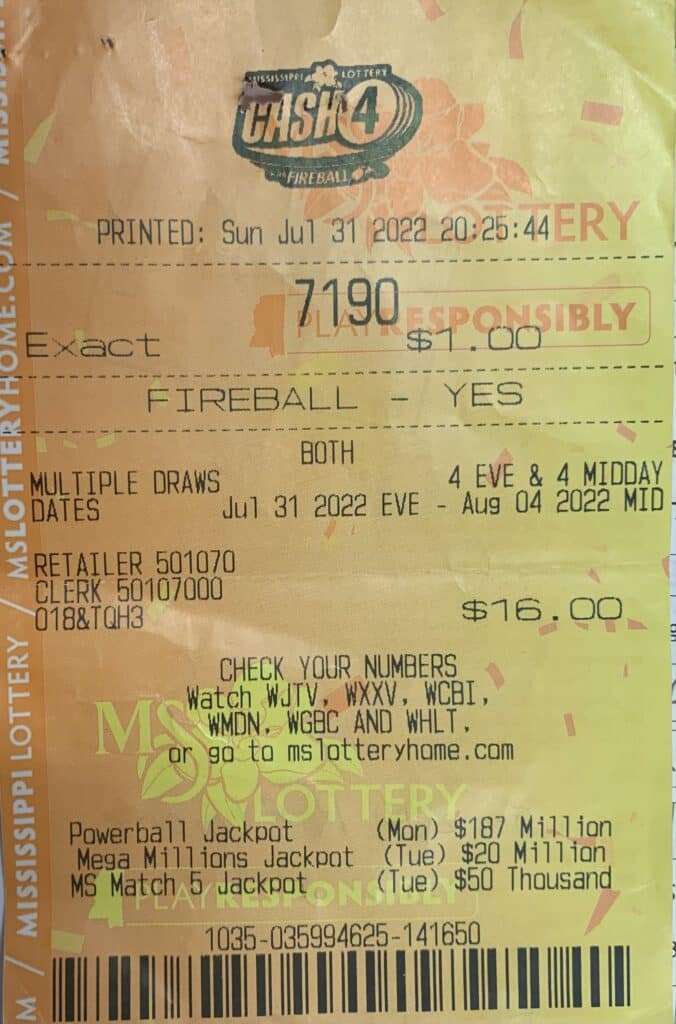 MISSISSIPPI LOTTERY
CASH 4
FIREBALL
PRINTED: Sun Jul 31 2022 20:25:44
LOTTERY
7190
PLAY RESPONSIBLY
Exact $1.00
FIREBALL - YES
BOTH
MULTIPLE DRAWS 4 EVE & 4 MIDDAY
DATES Jul 31 2022 EVE - Aug 04 2022 MID
RETAILER 501070
CLERK 50107000
018&TQH3 $16.00
CHECK YOUR NUMBERS
Watch WJTV, WXXV, WCBI,
WMDN, WGBC AND WHLT,
or go to mslotteryhome.com
MS
LOTTERY
Powerball Jackpot (Mon) $187 Million
Mega Millions Jackpot (Tue) $20 Million
MS Match 5 Jackpot (Tue) $50 Thousand
PLAY RESPONSIBLY
1035-035994625-141650
M / MISSISSIPPI LOTTERY / MSLOTTERYHOME.COM /